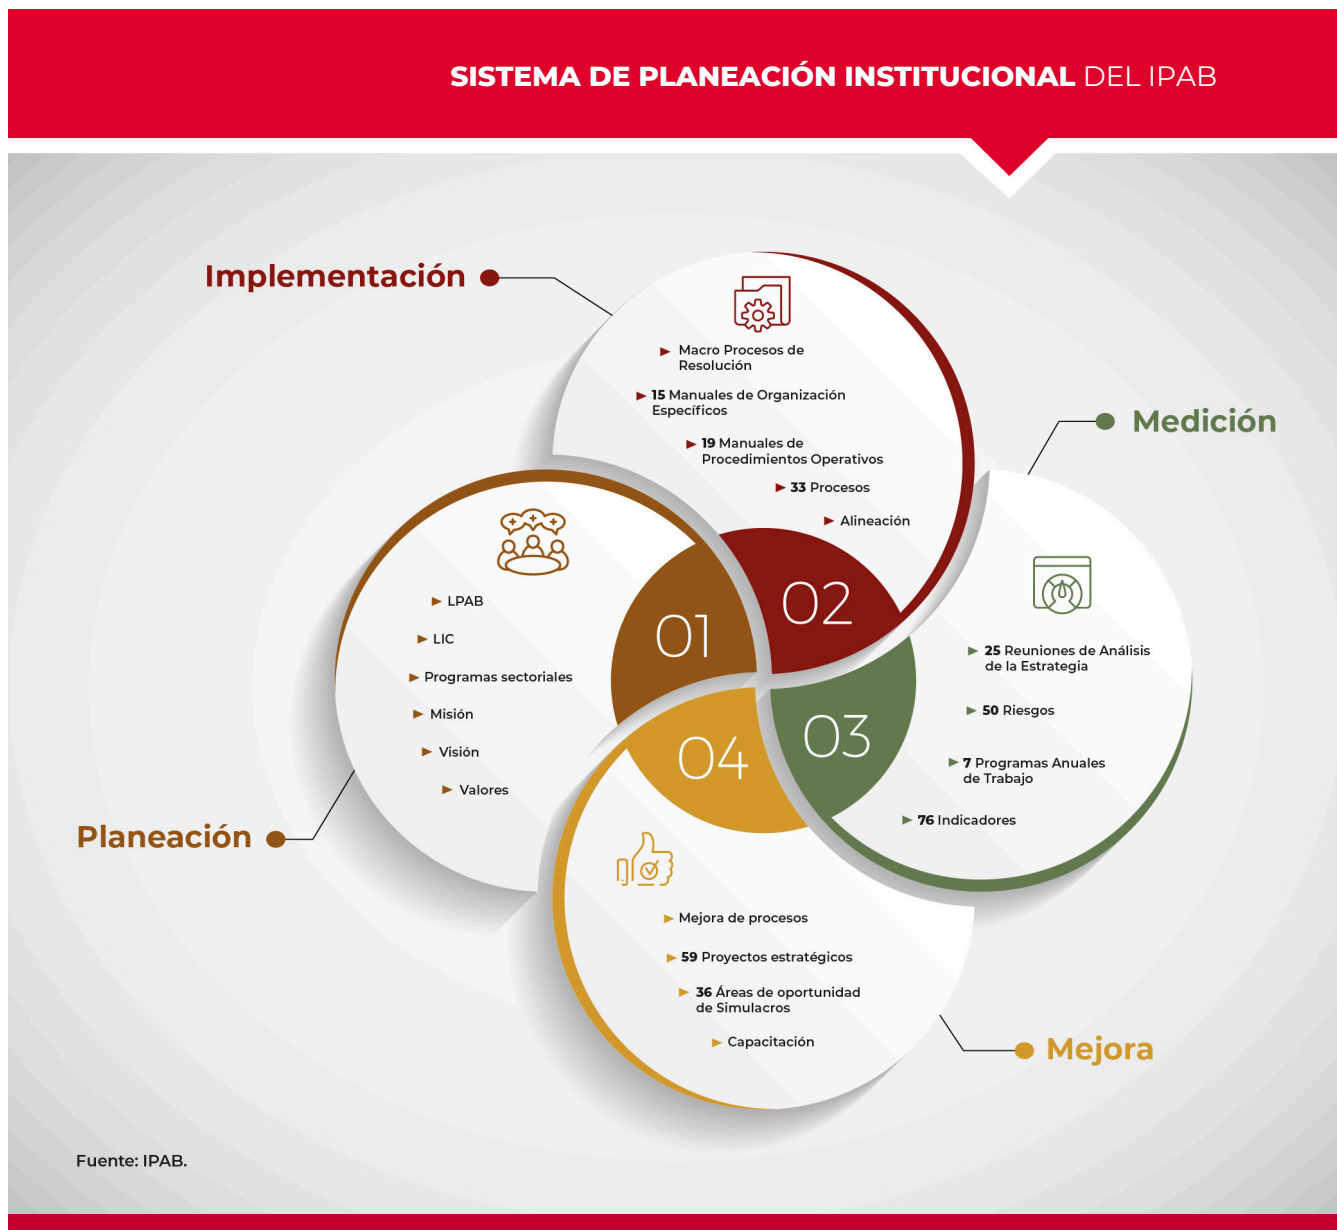 SISTEMA DE PLANEACIÓN INSTITUCIONAL DEL IPAB
Implementación
Macro Procesos de
Resolución
15 Manuales de Organización
Específicos
19 Manuales de
Procedimientos Operativos
33 Procesos
Alineación
02
Medición
25 Reuniones de Análisis
de la Estrategia
50 Riesgos
7 Programas Anuales
de Trabajo
76 Indicadores
03
LPAB
LIC
Programas sectoriales
Misión
Visión
Valores
01
Planeación
04
Mejora de procesos
59 Proyectos estratégicos
36 Áreas de oportunidad
de Simulacros
Capacitación
Mejora
Fuente: IPAB.